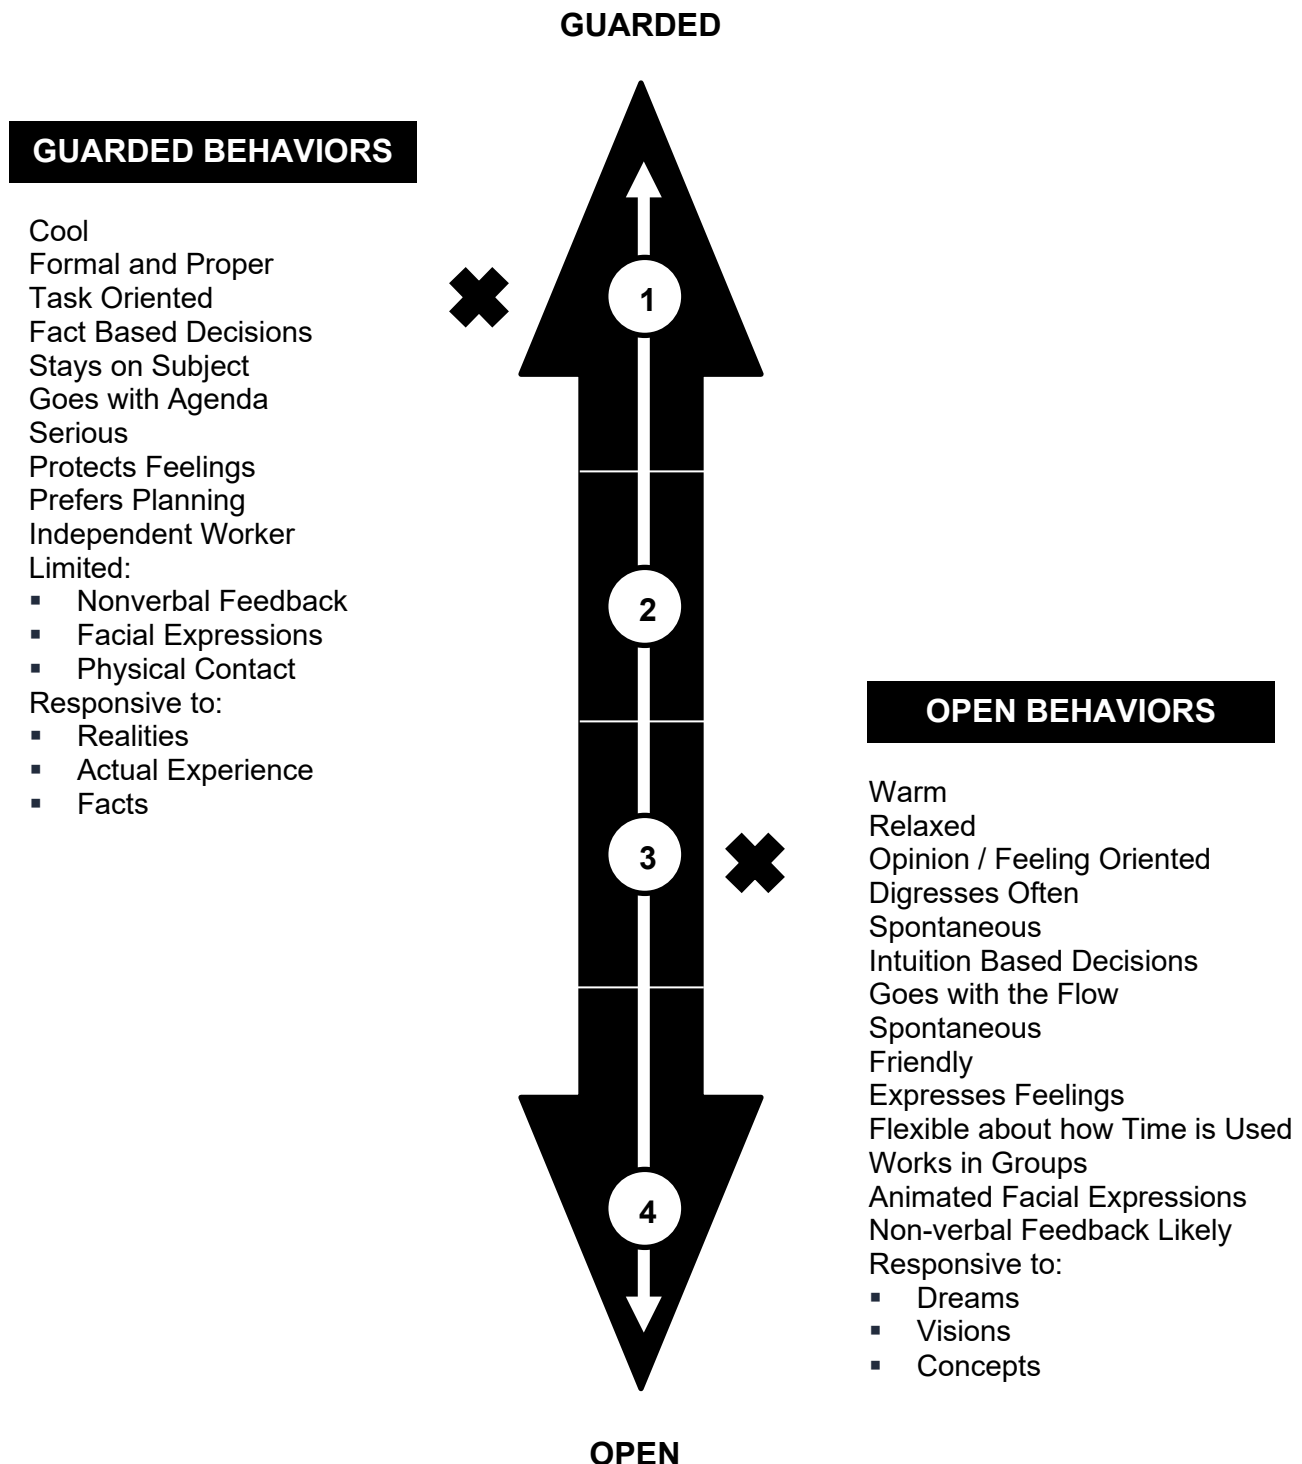 GUARDED
GUARDED BEHAVIORS
Cool
Formal and Proper
Task Oriented
Fact Based Decisions
Stays on Subject
Goes with Agenda
Serious
Protects Feelings
Prefers Planning
Independent Worker
Limited:
▪ Nonverbal Feedback
▪ Facial Expressions
▪ Physical Contact
Responsive to:
▪ Realities
▪ Actual Experience
▪ Facts
1
2
3
4
OPEN BEHAVIORS
Warm
Relaxed
Opinion / Feeling Oriented
Digresses Often
Spontaneous
Intuition Based Decisions
Goes with the Flow
Spontaneous
Friendly
Expresses Feelings
Flexible about how Time is Used
Works in Groups
Animated Facial Expressions
Non-verbal Feedback Likely
Responsive to:
▪ Dreams
▪ Visions
▪ Concepts
OPEN